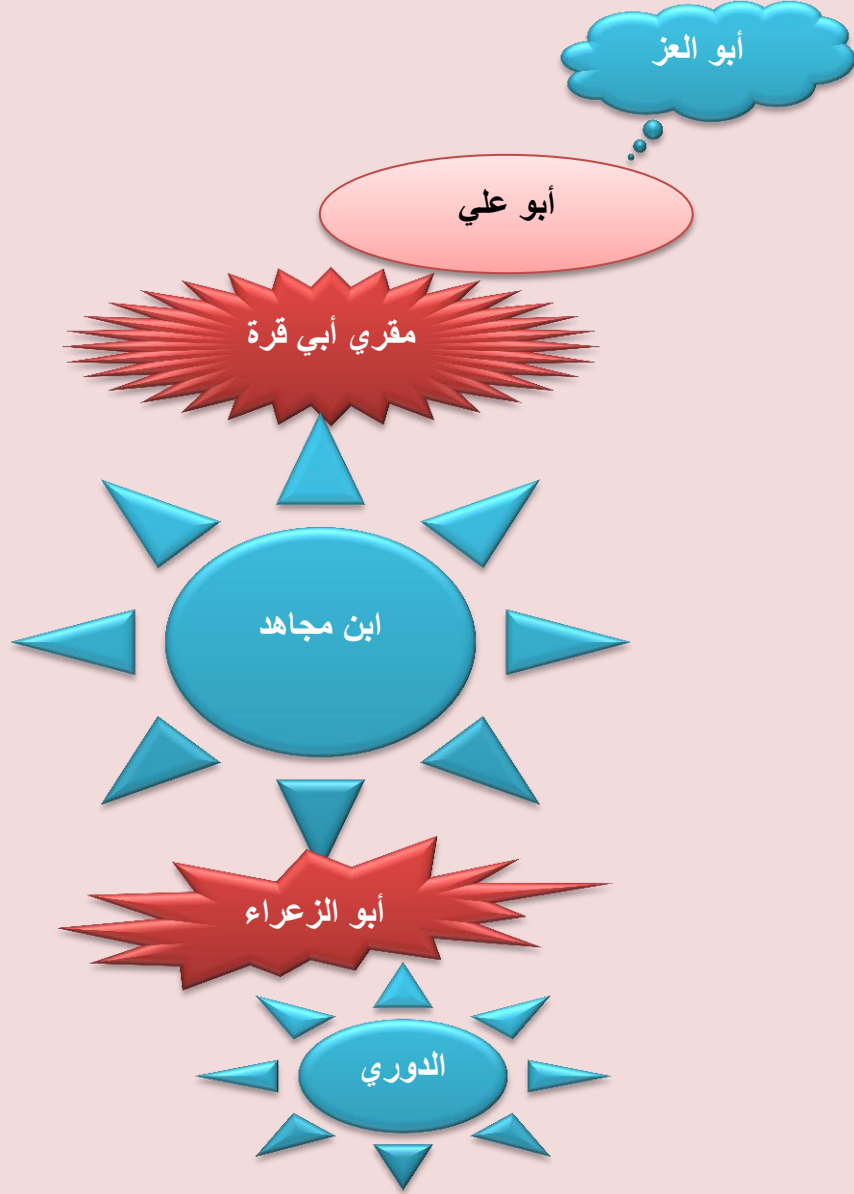 أبو العز
أبو علي
مقري أبي قرة
ابن مجاهد
أبو الزعراء
الدوري